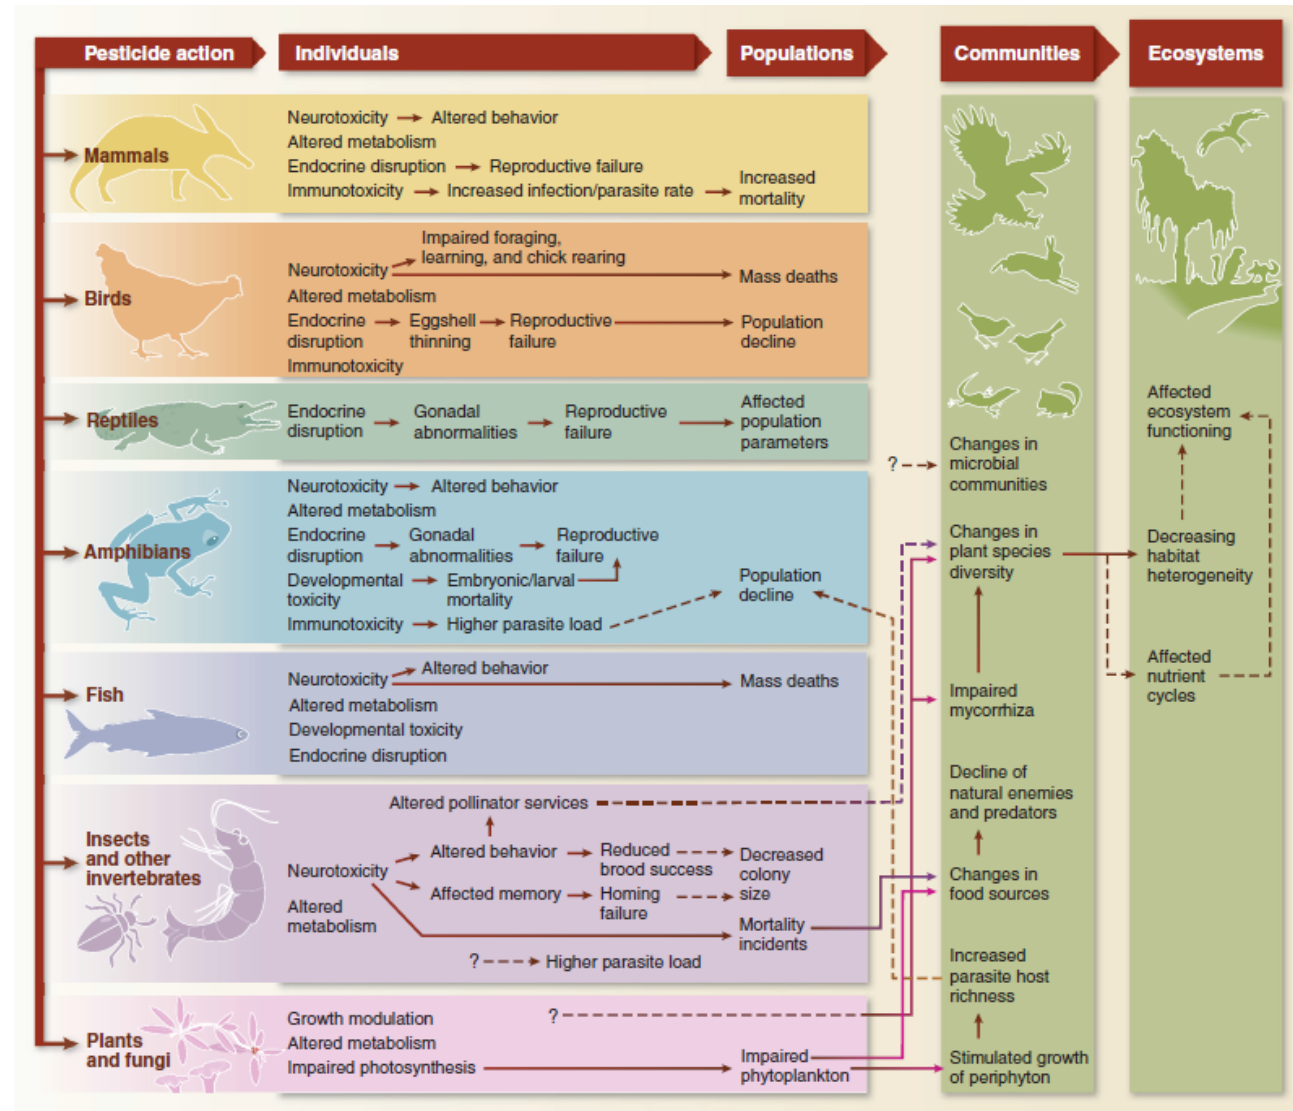 Pesticide action
Individuals
Populations
Communities
Ecosystems
Mammals
Neurotoxicity
Altered behavior
Altered metabolism
Endocrine disruption
Reproductive failure
Immunotoxicity
Increased infection/parasite rate
Increased
mortality
Birds
Impaired foraging,
learning, and chick rearing
Neurotoxicity
Mass deaths
Altered metabolism
Endocrine
disruption
Eggshell
thinning
Reproductive
failure
Population
decline
Immunotoxicity
Reptiles
Endocrine
disruption
Gonadal
abnormalities
Reproductive
failure
Affected
population
parameters
Amphibians
Neurotoxicity
Altered behavior
Altered metabolism
Endocrine
disruption
Gonadal
abnormalities
Reproductive
failure
Developmental
toxicity
Embryonic/larval
mortality
Immunotoxicity
Higher parasite load
Population
decline
Fish
Neurotoxicity
Altered behavior
Mass deaths
Altered metabolism
Developmental toxicity
Endocrine disruption
Insects
and other
invertebrates
Altered pollinator services
Neurotoxicity
Altered behavior
Reduced
brood success
Decreased
colony
size
Affected memory
Homing
failure
Altered
metabolism
Mortality
incidents
?
Higher parasite load
Plants
and fungi
Growth modulation
?
Altered metabolism
Impaired photosynthesis
Impaired
phytoplankton
?
Changes in
microbial
communities
Changes in
plant species
diversity
Impaired
mycorrhiza
Decline of
natural enemies
and predators
Changes in
food sources
Increased
parasite host
richness
Stimulated growth
of periphyton
Affected
ecosystem
functioning
Decreasing
habitat
heterogeneity
Affected
nutrient
cycles